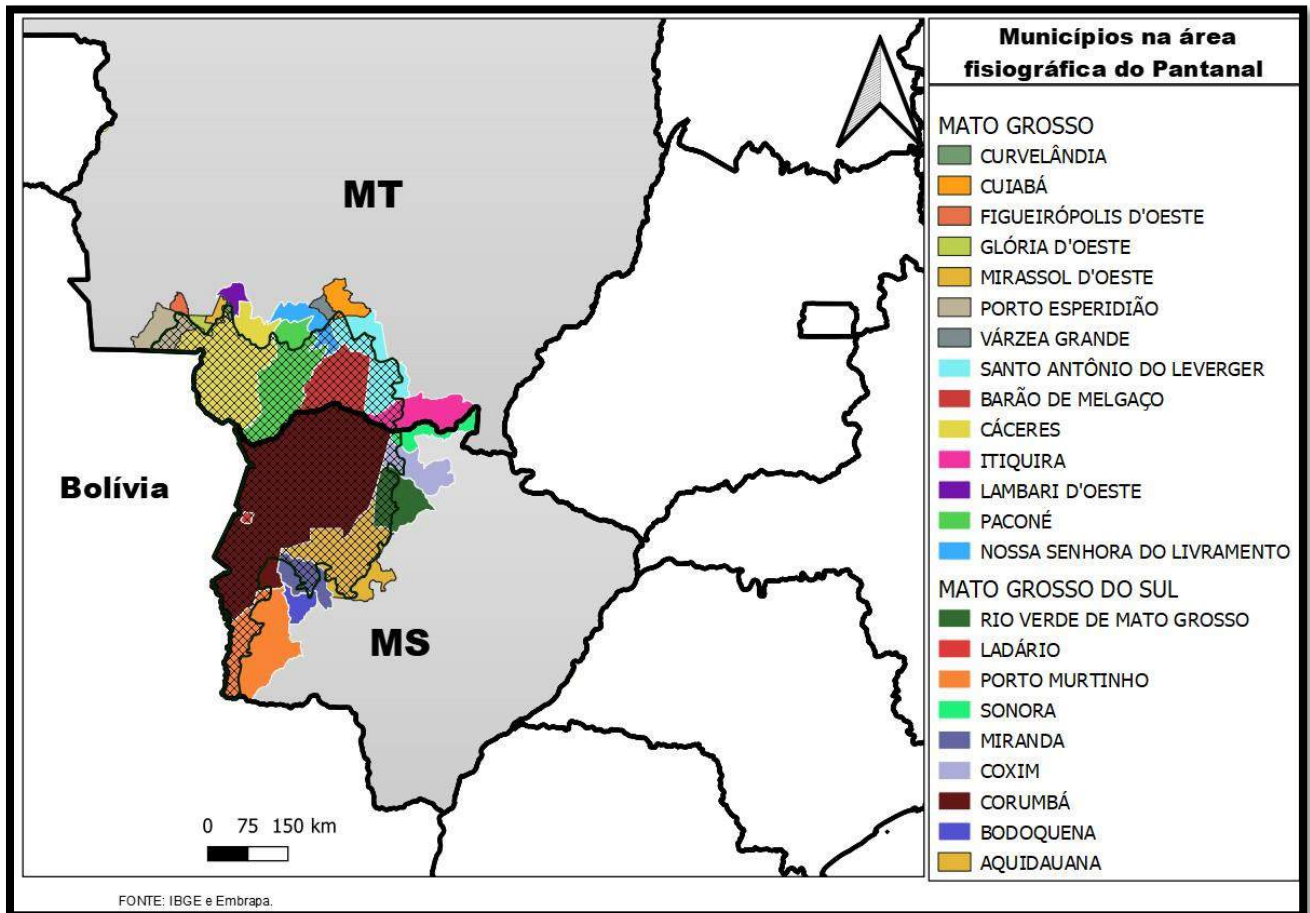 Municípios na área
fisiográfica do Pantanal
MATO GROSSO
CURVELÂNDIA
CUIABÁ
FIGUEIRÓPOLIS D'OESTE
GLÓRIA D'OESTE
MIRASSOL D'OESTE
PORTO ESPERIDIÃO
VÁRZEA GRANDE
SANTO ANTÔNIO DO LEVERGER
BARÃO DE MELGAÇO
CÁCERES
ITIQUIRA
LAMBARI D'OESTE
PACONÉ
NOSSA SENHORA DO LIVRAMENTO
MATO GROSSO DO SUL
RIO VERDE DE MATO GROSSO
LADÁRIO
PORTO MURTINHO
SONORA
MIRANDA
COXIM
CORUMBÁ
BODOQUENA
AQUIDAUANA
MT
Bolívia
MS
0 75 150 km
FONTE: IBGE e Embrapa.